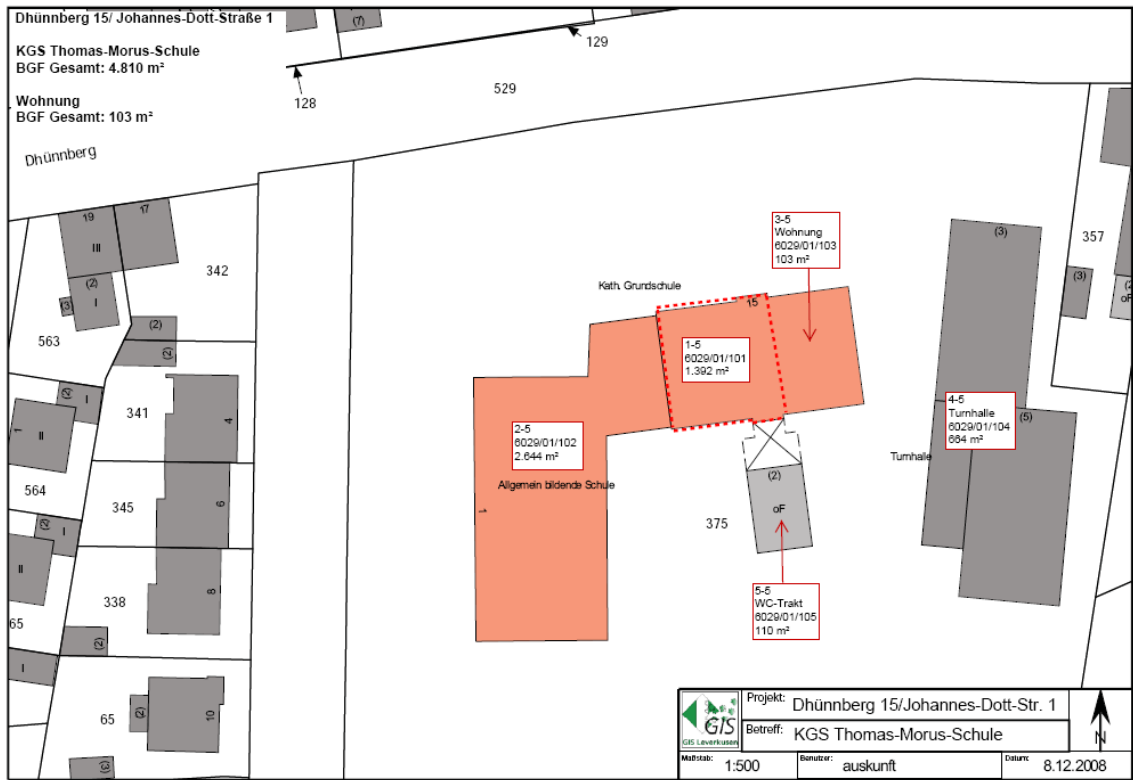 Dhünnberg 15/ Johannes-Dott-Straße 1
KGS Thomas-Morus-Schule
BGF Gesamt: 4.810 m²
Wohnung
BGF Gesamt: 103 m²
(7)
129
128
529
Dhünnberg
19
17
III
(2)
I
(3)
342
(2)
(2)
563
(2)
I
341
4
1
II
564
345
6
(2)
I
II
338
8
65
(2)
I
65
(2)
10
(3)
Kath. Grundschule
15
3-5
Wohnung
6029/01/103
103 m²
1-5
6029/01/101
1.392 m²
2-5
6029/01/102
2.644 m²
Allgemein bildende Schule
1
375
(2)
oF
5-5
WC-Trakt
6029/01/105
110 m²
(3)
357
(3)
(2
oF
4-5
Turnhalle
6029/01/104
664 m²
(5)
Turnhalle
GIS
GIS Leverkusen
Projekt: Dhünnberg 15/Johannes-Dott-Str. 1
Betreff: KGS Thomas-Morus-Schule
N
Maßstab: 1:500
Benutzer: auskunft
Datum: 8.12.2008